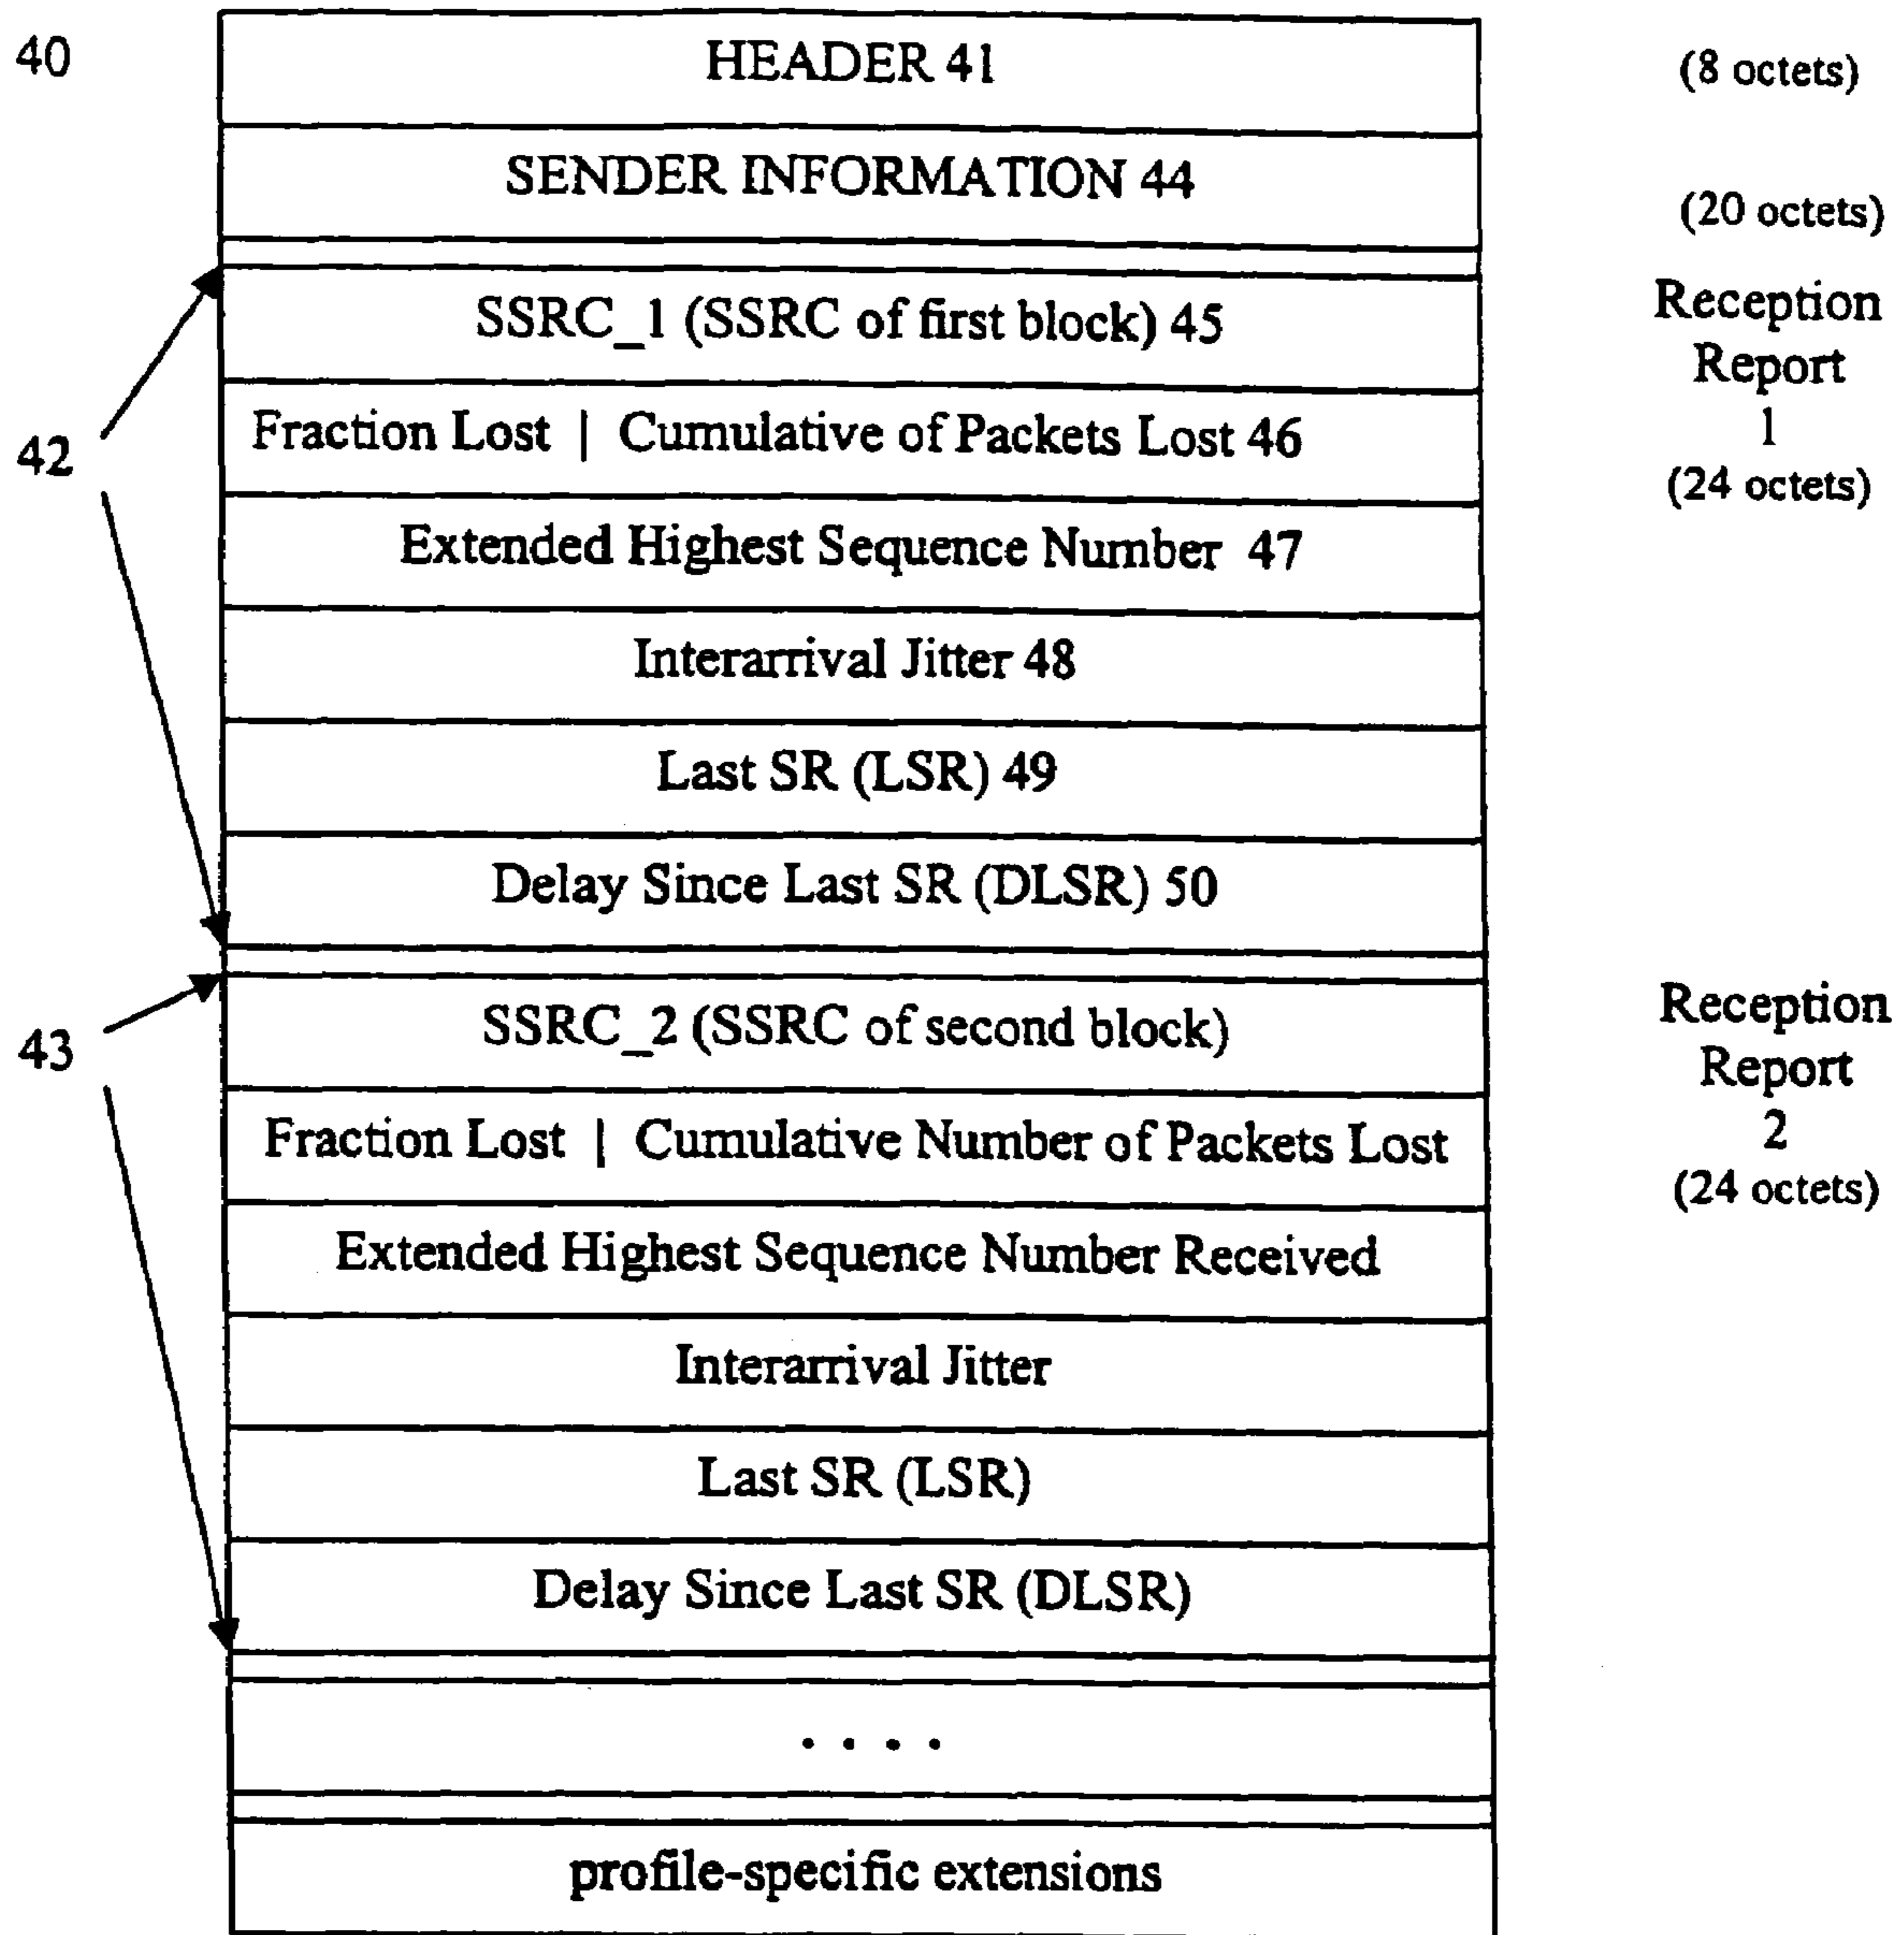 40
HEADER 41
(8 octets)
SENDER INFORMATION 44
(20 octets)
42
SSRC_1 (SSRC of first block) 45
Fraction Lost | Cumulative of Packets Lost 46
Extended Highest Sequence Number 47
Interarrival Jitter 48
Last SR (LSR) 49
Delay Since Last SR (DLSR) 50
Reception
Report
1
(24 octets)
43
SSRC_2 (SSRC of second block)
Fraction Lost | Cumulative Number of Packets Lost
Extended Highest Sequence Number Received
Interarrival Jitter
Last SR (LSR)
Delay Since Last SR (DLSR)
Reception
Report
2
(24 octets)
. . . .
profile-specific extensions